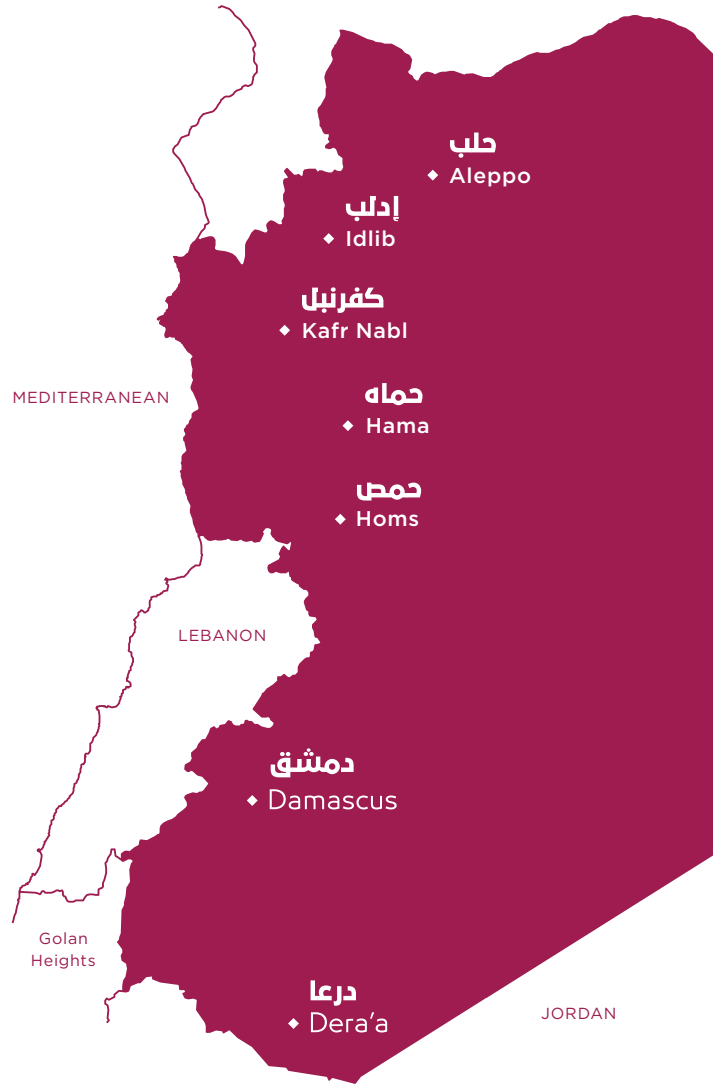 حلب
Aleppo
إدلب
Idlib
كفرنبل
Kafr Nabl
حماه
Hama
MEDITERRANEAN
حمص
Homs
LEBANON
دمشق
Damascus
Golan
Heights
درعا
Dera’a
JORDAN